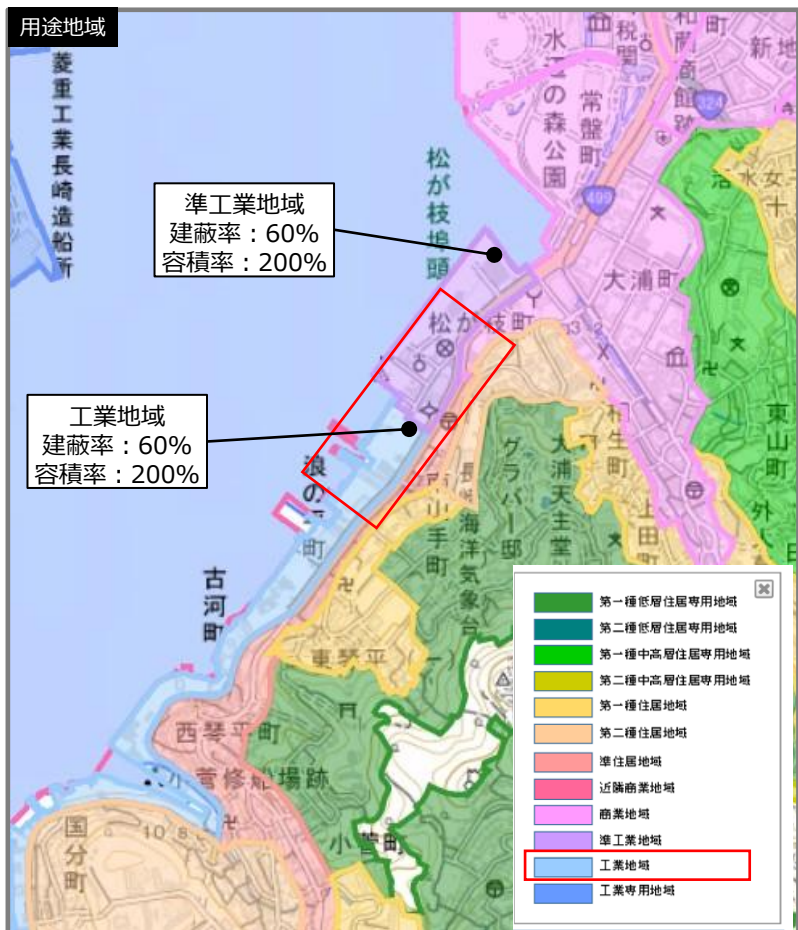 用途地域
菱重工業長崎造船所
税関
水辺の森公園
常盤町
町
新地
324
499
松が枝埠頭
準工業地域
建蔽率：60%
容積率：200%
大浦町
松が枝町
工業地域
建蔽率：60%
容積率：200%
浪の
町
古河町
グラバー邸
大浦天主堂
海洋気象台
上田町
東山町
東琴平
西琴平町
小菅修船場跡
小菅町
国分町
10
8
第一種低層住居専用地域
第二種低層住居専用地域
第一種中高層住居専用地域
第二種中高層住居専用地域
第一種住居地域
第二種住居地域
準住居地域
近隣商業地域
商業地域
準工業地域
工業地域
工業専用地域